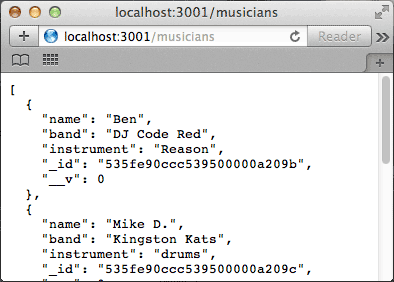 localhost:3001/musicians
localhost:3001/musicians
Reader
[
{
"name": "Ben",
"band": "DJ Code Red",
"instrument": "Reason",
"_id": "535fe90ccc539500000a209b",
"__v": 0
},
{
"name": "Mike D.",
"band": "Kingston Kats",
"instrument": "drums",
"_id": "535fe90ccc539500000a209c",